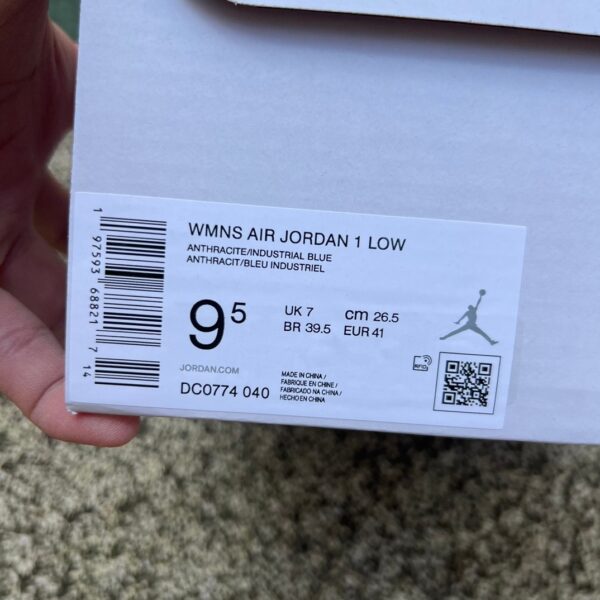 WMNS AIR JORDAN 1 LOW
ANTHRACITE/INDUSTRIAL BLUE
ANTHRACIT/BLEU INDUSTRIEL
9⁵
UK 7 cm 26.5
BR 39.5 EUR 41
JORDAN.COM
DC0774 040
MADE IN CHINA /
FABRIQUE EN CHINE /
FABRICADO NA CHINA /
HECHO EN CHINA
RFID
1 97593 68821 7 14